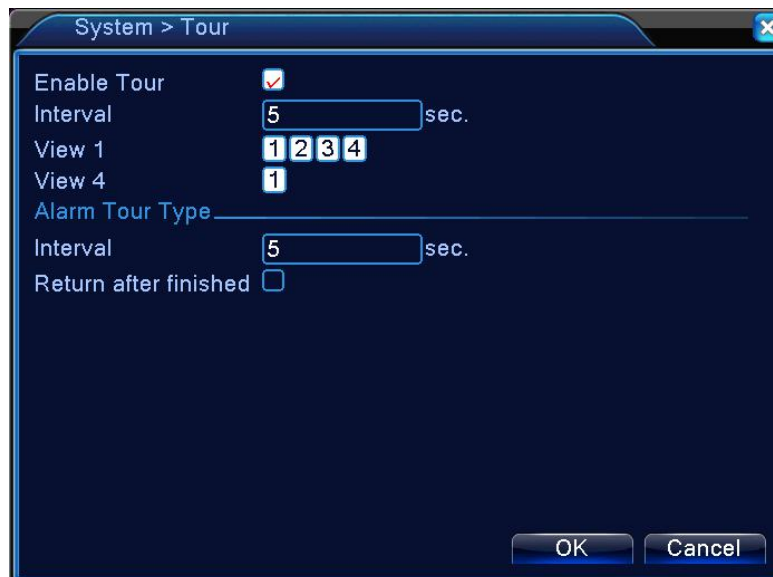 System > Tour
Enable Tour
Interval 5 sec.
View 1 1 2 3 4
View 4 1
Alarm Tour Type
Interval 5 sec.
Return after finished
OK Cancel